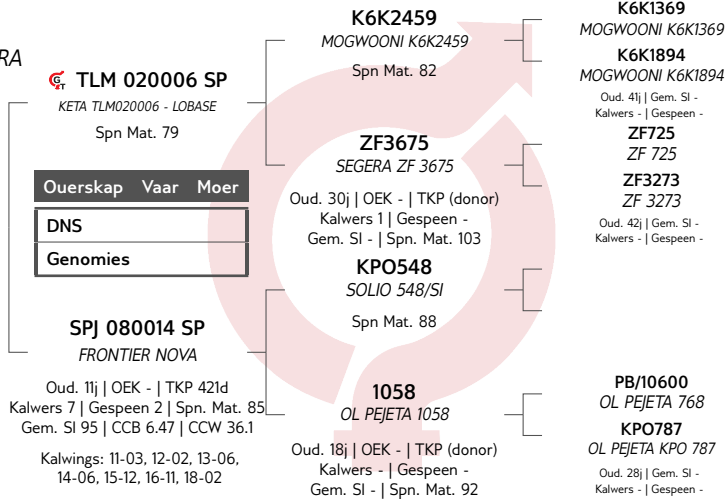 RA
TLM 020006 SP
KETA TLM020006 - LOBASE
Spn Mat. 79
Ouerskap Vaar Moer
DNS
Genomies
SPJ 080014 SP
FRONTIER NOVA
Oud. 11j | OEK - | TKP 421d
Kalwers 7 | Gespeen 2 | Spn. Mat. 85
Gem. SI 95 | CCB 6.47 | CCW 36.1
Kalwings: 11-03, 12-02, 13-06,
14-06, 15-12, 16-11, 18-02
K6K2459
MOGWOONI K6K2459
Spn Mat. 82
ZF3675
SEGERA ZF 3675
Oud. 30j | OEK - | TKP (donor)
Kalwers 1 | Gespeen -
Gem. SI - | Spn. Mat. 103
KPO548
SOLIO 548/SI
Spn Mat. 88
1058
OL PEJETA 1058
Oud. 18j | OEK - | TKP (donor)
Kalwers - | Gespeen -
Gem. SI - | Spn. Mat. 92
K6K1369
MOGWOONI K6K1369
K6K1894
MOGWOONI K6K1894
Oud. 41j | Gem. SI -
Kalwers - | Gespeen -
ZF725
ZF 725
ZF3273
ZF 3273
Oud. 42j | Gem. SI -
Kalwers - | Gespeen -
PB/10600
OL PEJETA 768
KPO787
OL PEJETA KPO 787
Oud. 28j | Gem. SI -
Kalwers - | Gespeen -